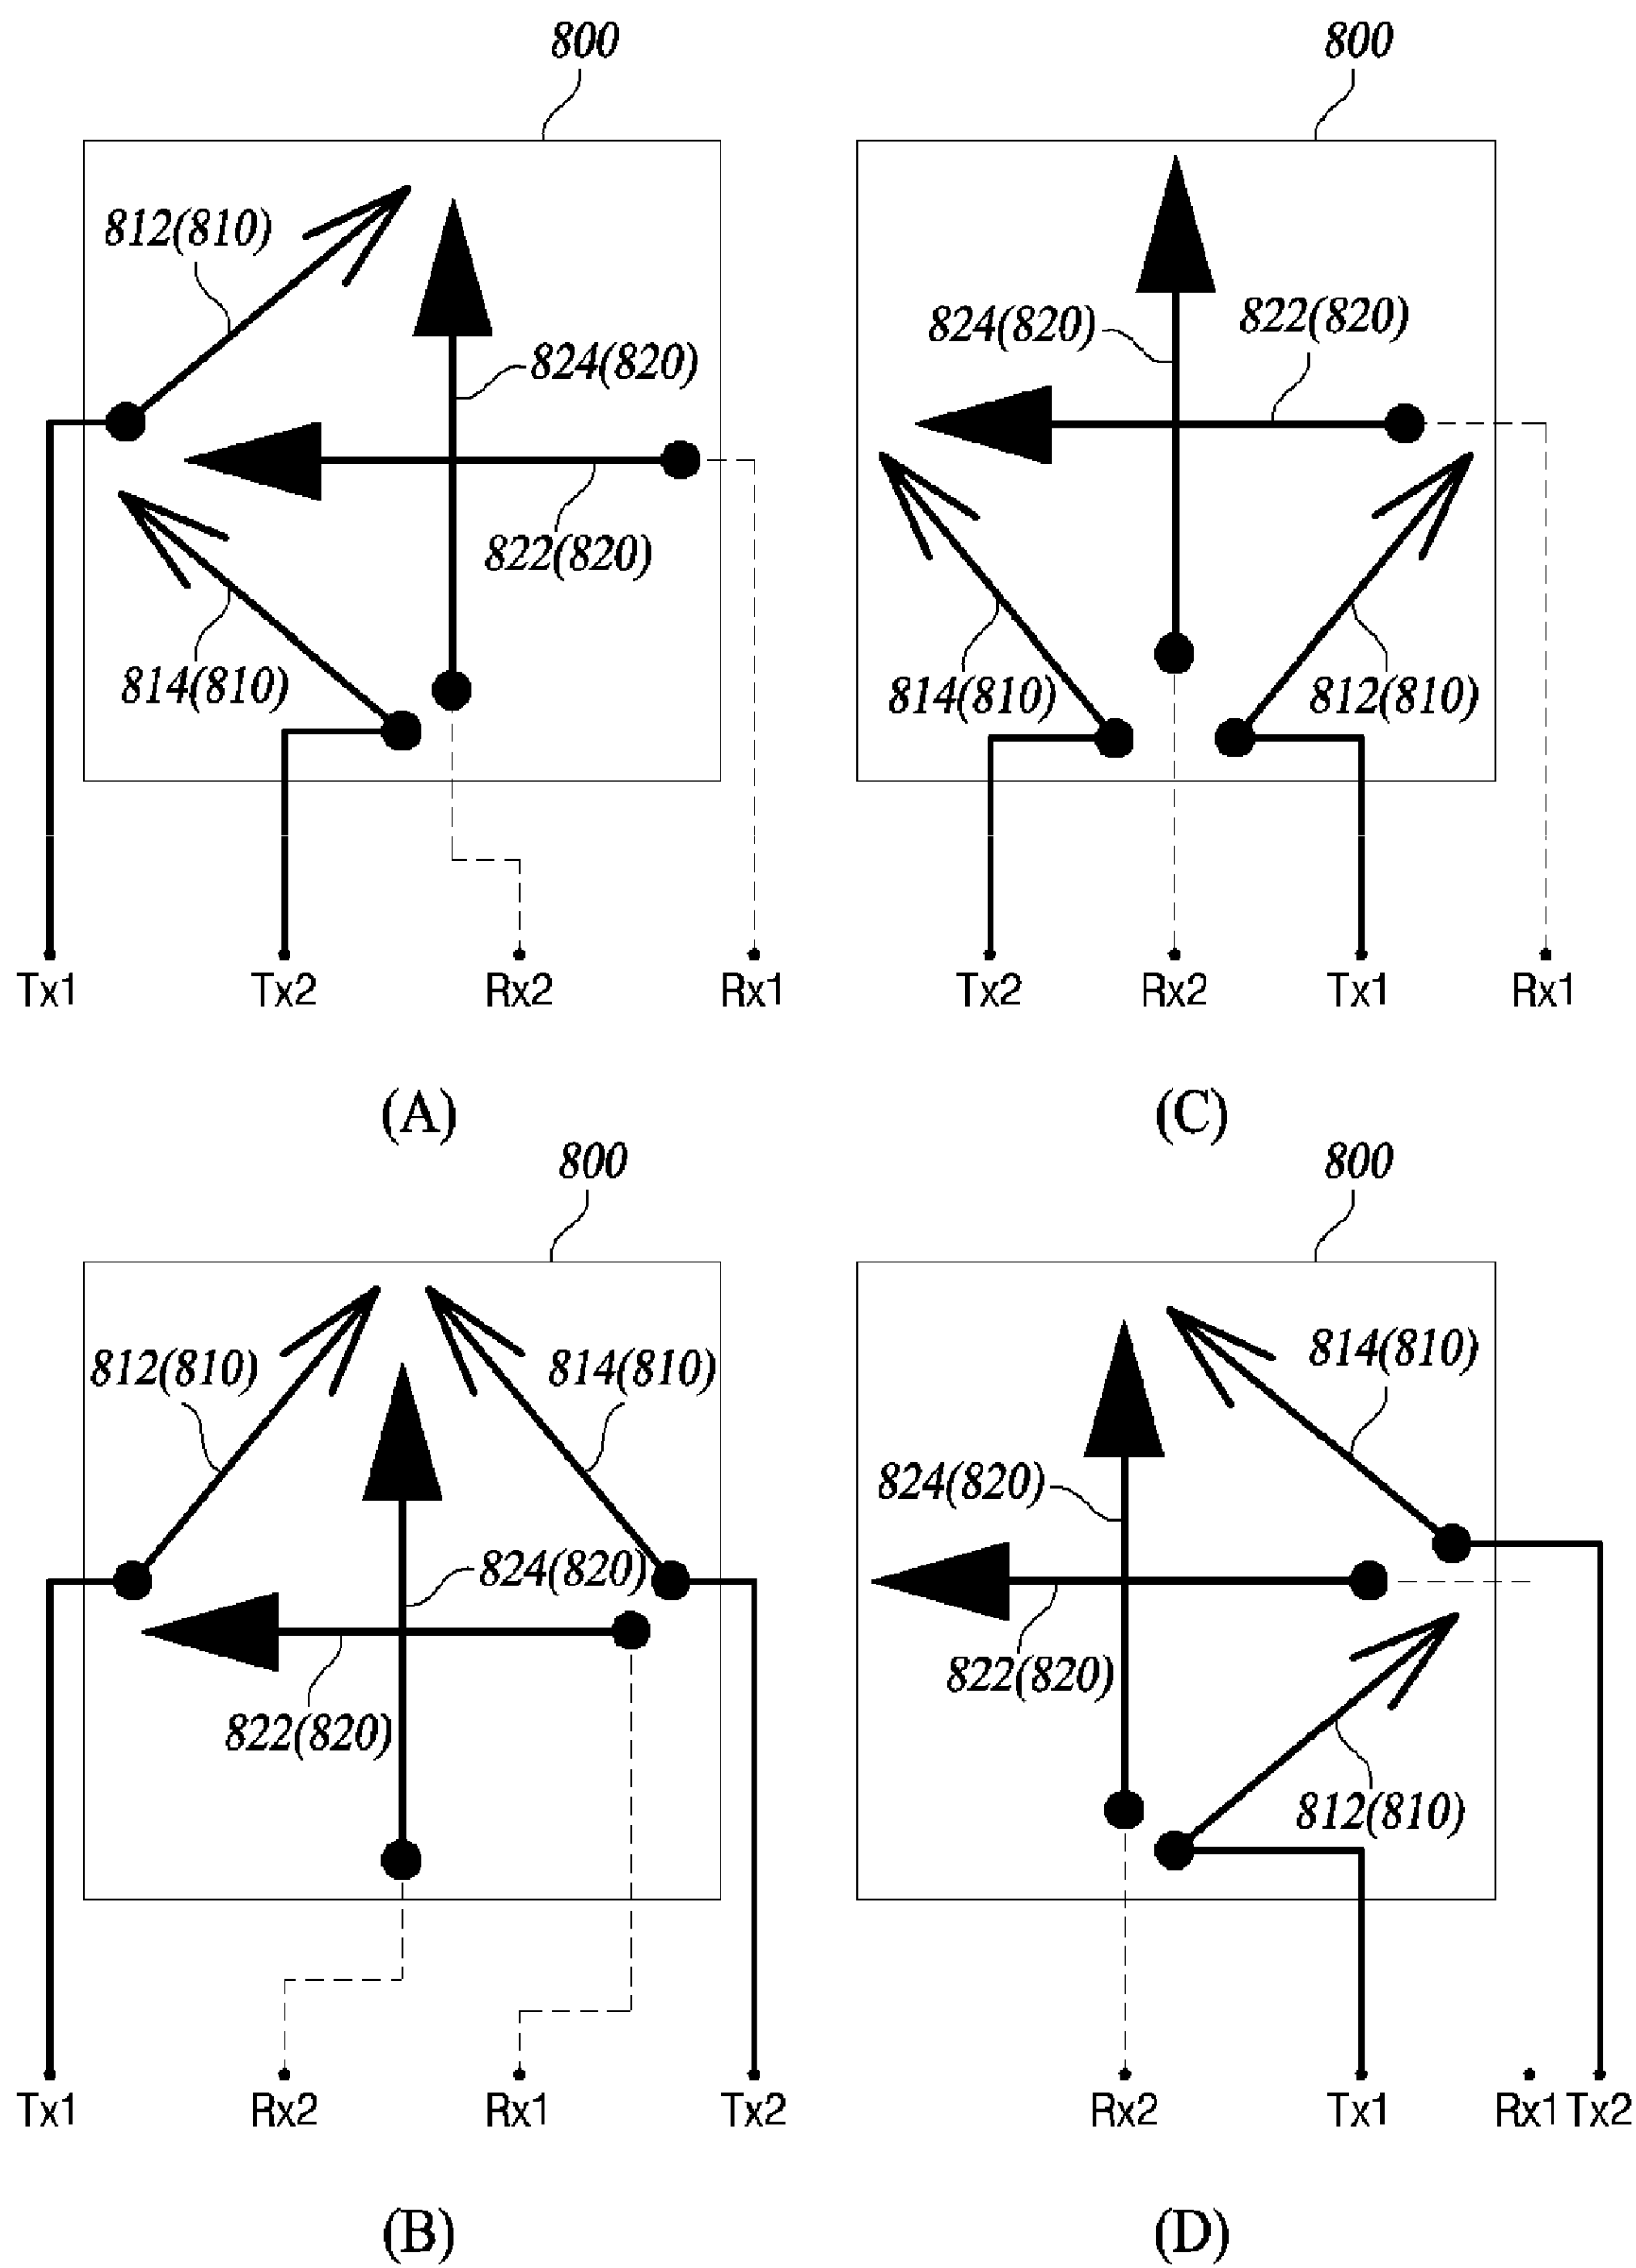 800
812(810)
824(820)
822(820)
814(810)
Tx1 Tx2 Rx2 Rx1
(A)
800
824(820) 822(820)
814(810) 812(810)
Tx2 Rx2 Tx1 Rx1
(C)
800
812(810) 814(810)
824(820)
822(820)
Tx1 Rx2 Rx1 Tx2
(B)
800
814(810)
824(820)
822(820)
812(810)
Rx2 Tx1 Rx1 Tx2
(D)